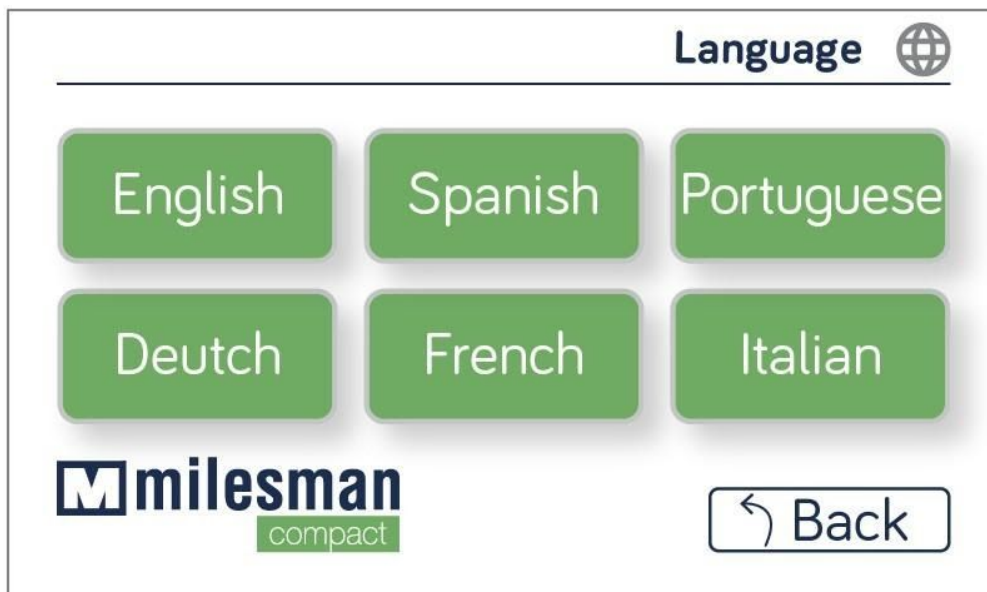 Language
English Spanish Portuguese
Deutch French Italian
M milesman
compact
Back